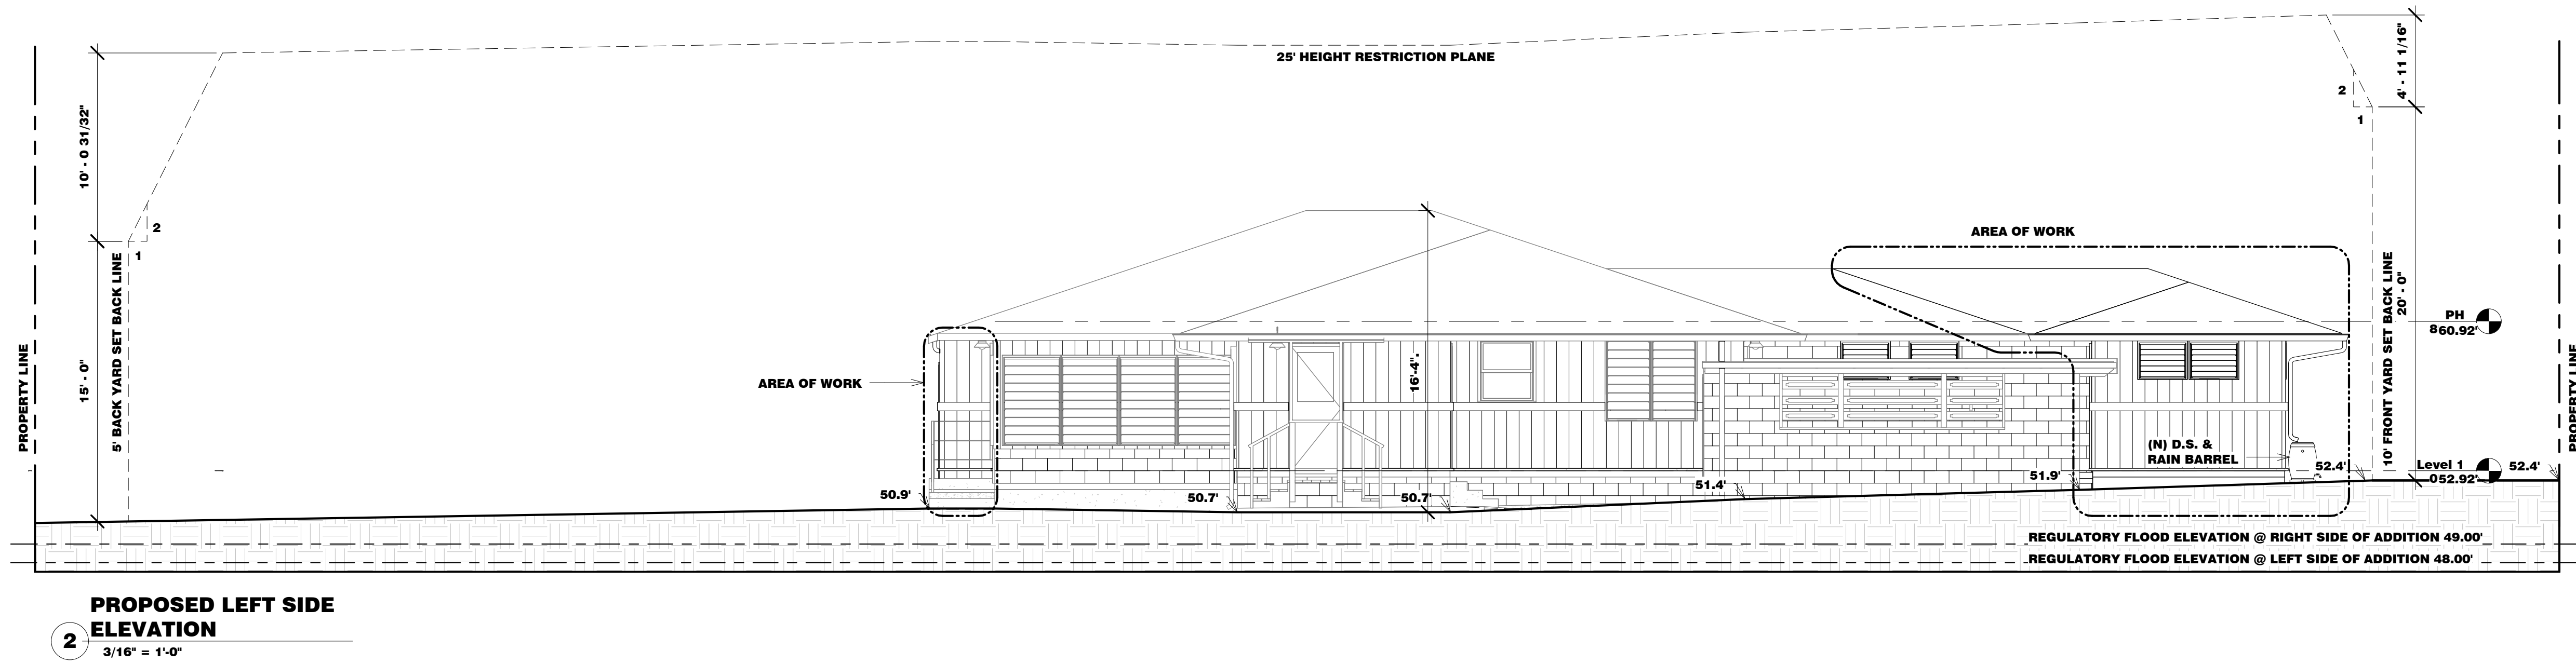 25' HEIGHT RESTRICTION PLANE
4' - 11 1/16"
2
1
10' - 0 31/32"
2
1
AREA OF WORK
PROPERTY LINE
15' - 0"
5' BACK YARD SET BACK LINE
AREA OF WORK
16'-4".
10' FRONT YARD SET BACK LINE
20' - 0"
PH
860.92'
PROPERTY LINE
(N) D.S. &
RAIN BARREL
50.9'
50.7'
50.7'
51.4'
51.9'
52.4'
Level 1
052.92'
52.4'
REGULATORY FLOOD ELEVATION @ RIGHT SIDE OF ADDITION 49.00'
REGULATORY FLOOD ELEVATION @ LEFT SIDE OF ADDITION 48.00'
PROPOSED LEFT SIDE
ELEVATION
2
3/16" = 1'-0"